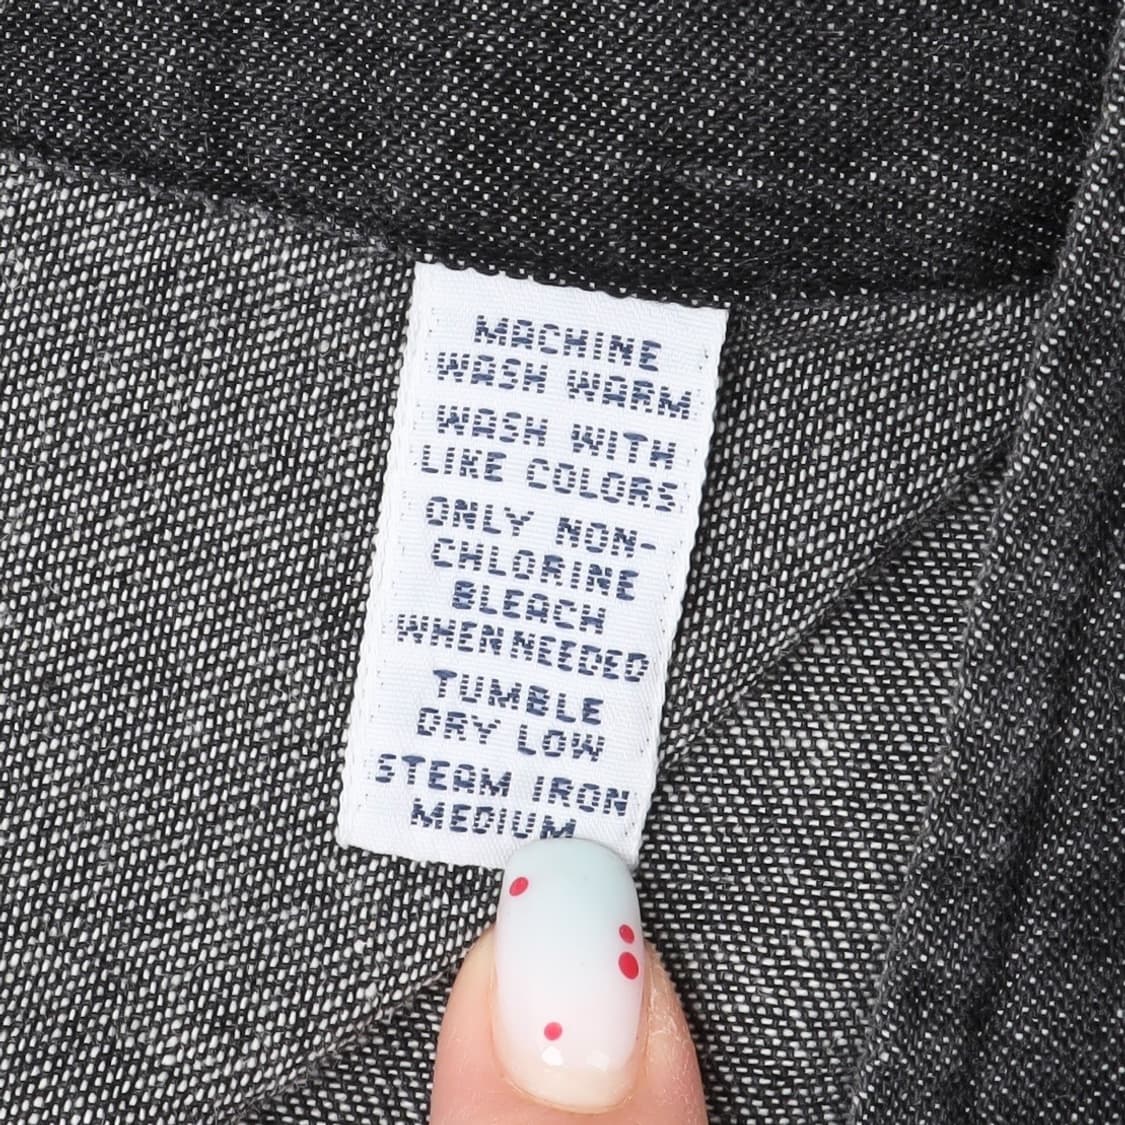 MACHINE
WASH WARM
WASH WITH
LIKE COLORS
ONLY NON-
CHLORINE
BLEACH
WHEN NEEDED
TUMBLE
DRY LOW
STEAM IRON
MEDIUM